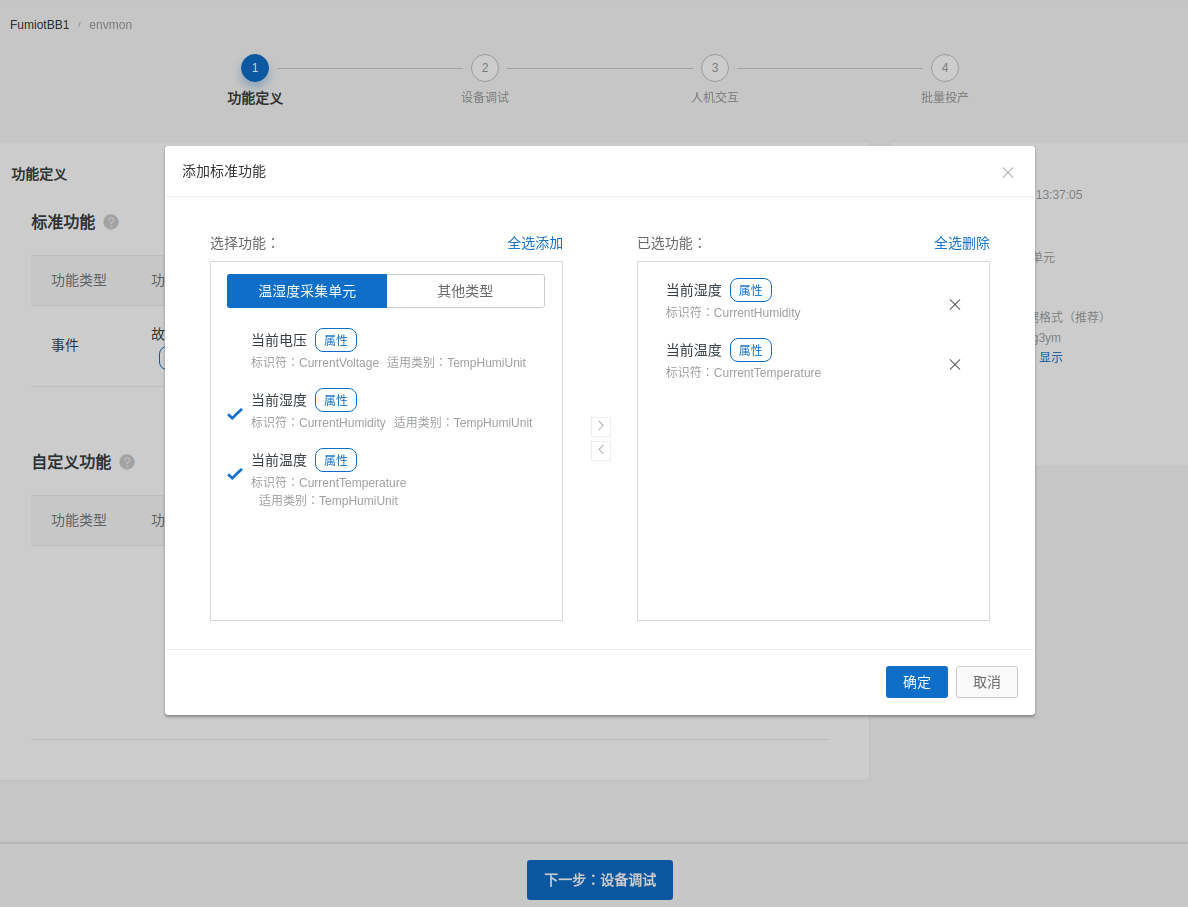 FumiotBB1 / envmon
1 2 3 4
功能定义 设备调试 人机交互 批量投产
功能定义
标准功能 ?
功能类型 功
事件 故
自定义功能 ?
功能类型 功
13:37:05
单元
格式（推荐）
g3ym
显示
添加标准功能
选择功能： 全选添加
温湿度采集单元 其他类型
当前电压 属性
标识符：CurrentVoltage 适用类别：TempHumiUnit
当前湿度 属性
标识符：CurrentHumidity 适用类别：TempHumiUnit
当前温度 属性
标识符：CurrentTemperature
适用类别：TempHumiUnit
已选功能： 全选删除
当前湿度 属性
标识符：CurrentHumidity
当前温度 属性
标识符：CurrentTemperature
确定 取消
下一步：设备调试